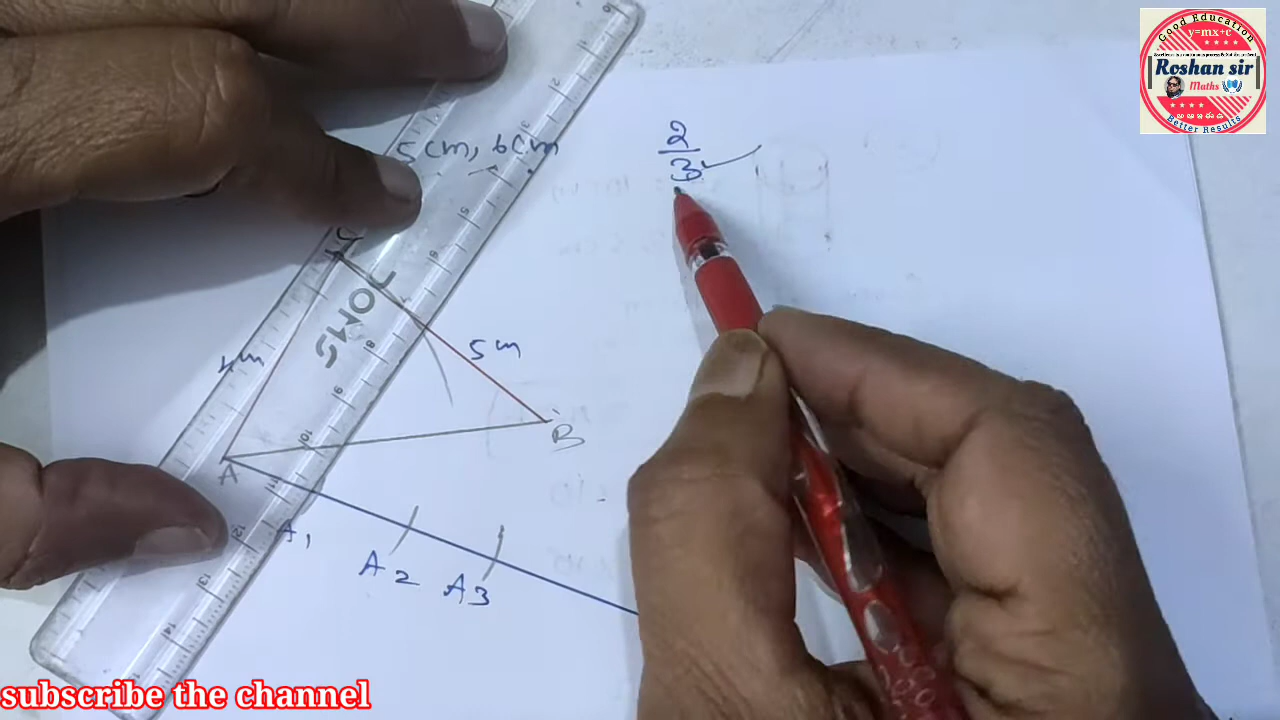 Good Education
y=mx+c
Roshan sir
Maths
Better Results
5cm, 6cm
2
3
5cm
B
A
A1
A2
A3
subscribe the channel